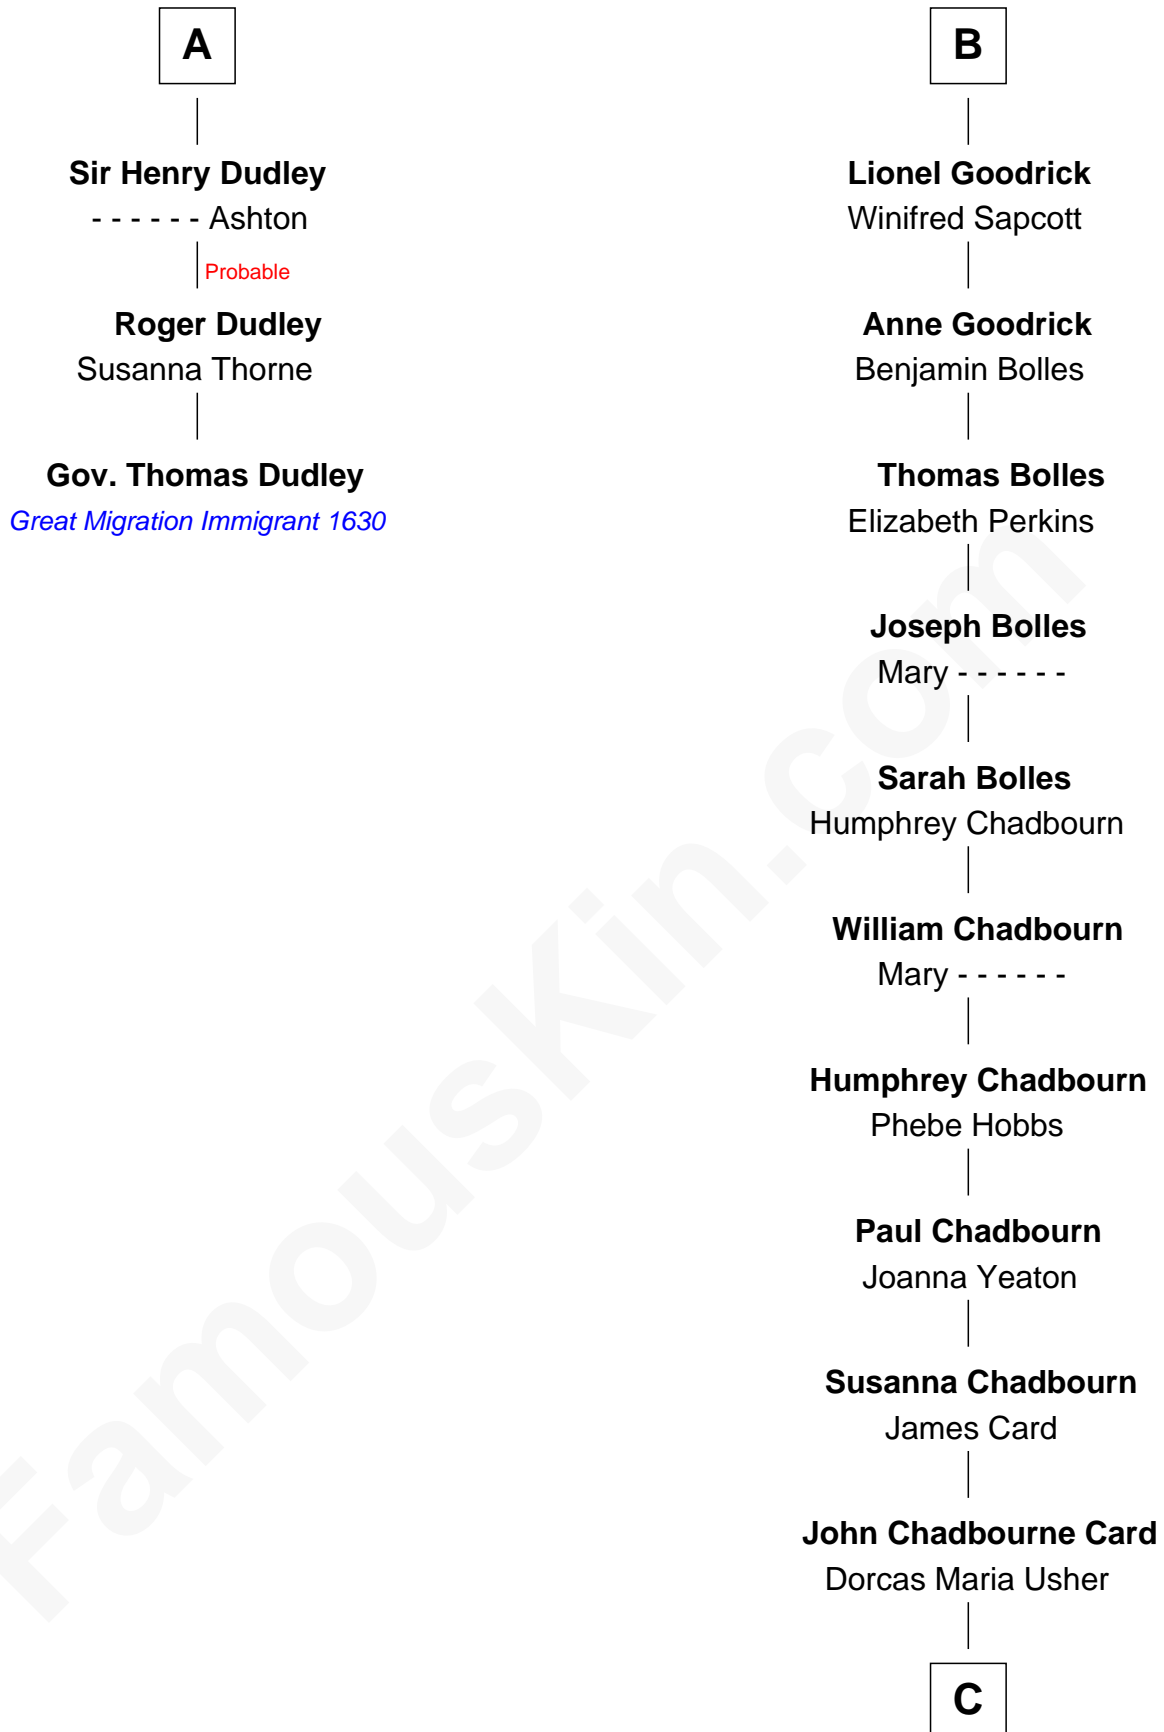 A
Sir Henry Dudley
- - - - - - Ashton
Probable
Roger Dudley
Susanna Thorne
Gov. Thomas Dudley
Great Migration Immigrant 1630
B
Lionel Goodrick
Winifred Sapcott
Anne Goodrick
Benjamin Bolles
Thomas Bolles
Elizabeth Perkins
Joseph Bolles
Mary - - - - - -
Sarah Bolles
Humphrey Chadbourn
William Chadbourn
Mary - - - - - -
Humphrey Chadbourn
Phebe Hobbs
Paul Chadbourn
Joanna Yeaton
Susanna Chadbourn
James Card
John Chadbourne Card
Dorcas Maria Usher
C
FamousKin.com